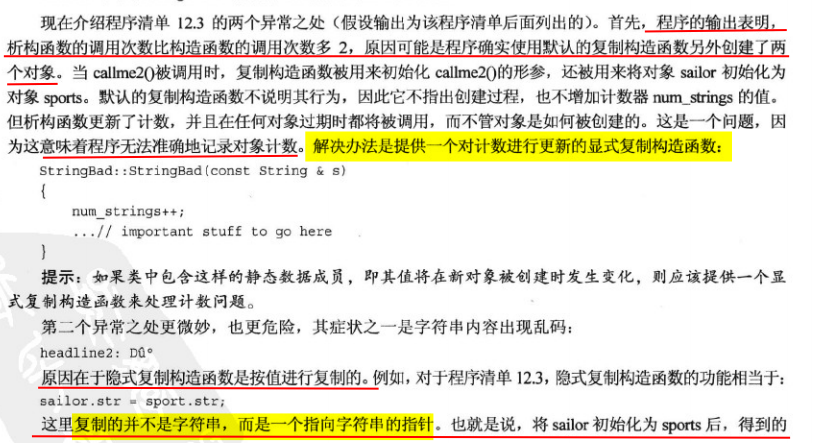 现在介绍程序清单 12.3 的两个异常之处（假设输出为该程序清单后面列出的）。首先，程序的输出表明，
析构函数的调用次数比构造函数的调用次数多 2，原因可能是程序确实使用默认的复制构造函数另外创建了两
个对象。当 callme2()被调用时，复制构造函数被用来初始化 callme2()的形参，还被用来将对象 sailor 初始化为
对象 sports。默认的复制构造函数不说明其行为，因此它不指出创建过程，也不增加计数器 num_strings 的值。
但析构函数更新了计数，并且在任何对象过期时都将被调用，而不管对象是如何被创建的。这是一个问题，因
为这意味着程序无法准确地记录对象计数。解决办法是提供一个对计数进行更新的显式复制构造函数：
StringBad::StringBad(const String & s)
{
num_strings++;
...// important stuff to go here
}
提示：如果类中包含这样的静态数据成员，即其值将在新对象被创建时发生变化，则应该提供一个显
式复制构造函数来处理计数问题。
第二个异常之处更微妙，也更危险，其症状之一是字符串内容出现乱码：
headline2: Dû°
原因在于隐式复制构造函数是按值进行复制的。例如，对于程序清单 12.3，隐式复制构造函数的功能相当于：
sailor.str = sport.str;
这里复制的并不是字符串，而是一个指向字符串的指针。也就是说，将 sailor 初始化为 sports 后，得到的